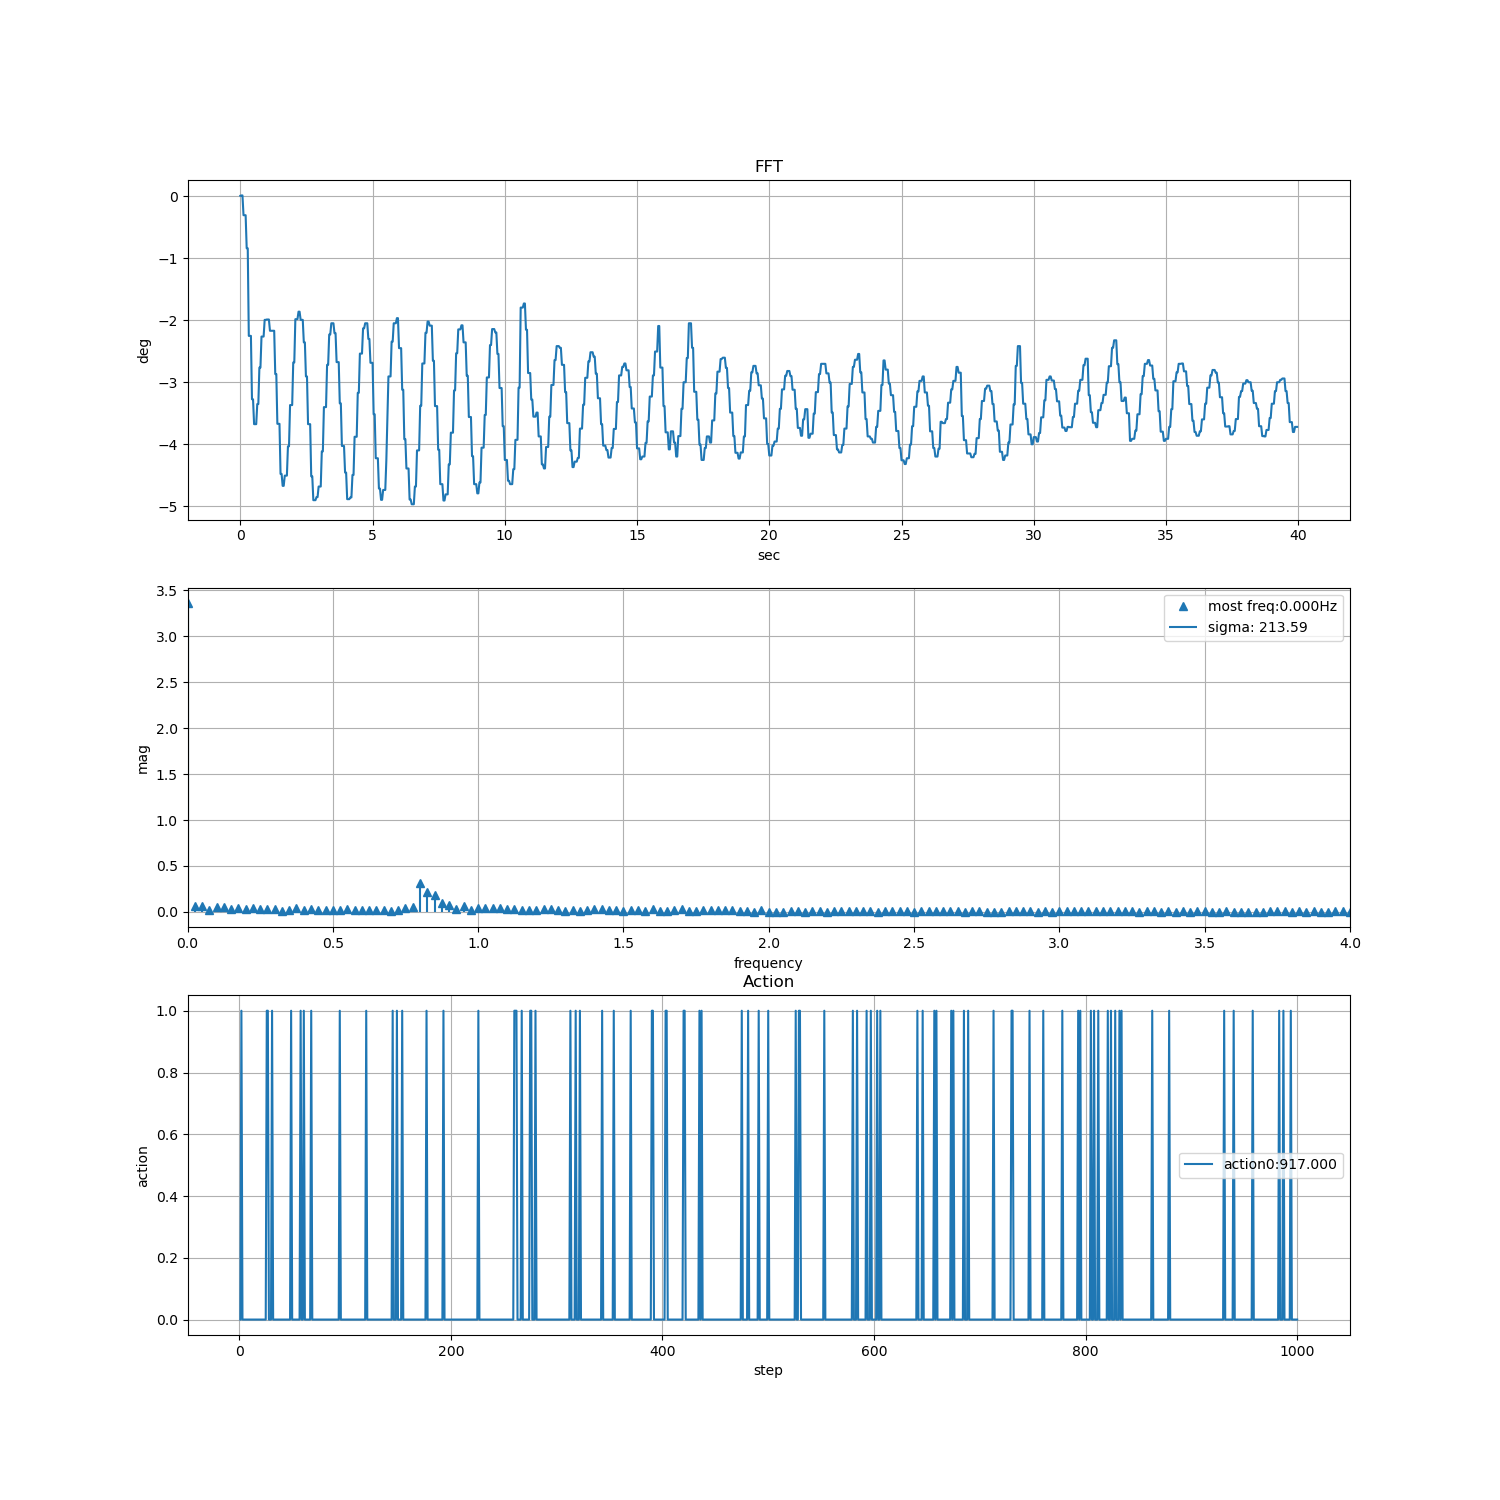 FFT
0
−1
−2
−3
−4
−5
deg
0 5 10 15 20 25 30 35 40
sec
3.5
3.0
2.5
2.0
1.5
1.0
0.5
0.0
mag
most freq:0.000Hz
sigma: 213.59
0.0 0.5 1.0 1.5 2.0 2.5 3.0 3.5 4.0
frequency
Action
1.0
0.8
0.6
0.4
0.2
0.0
action
action0:917.000
0 200 400 600 800 1000
step